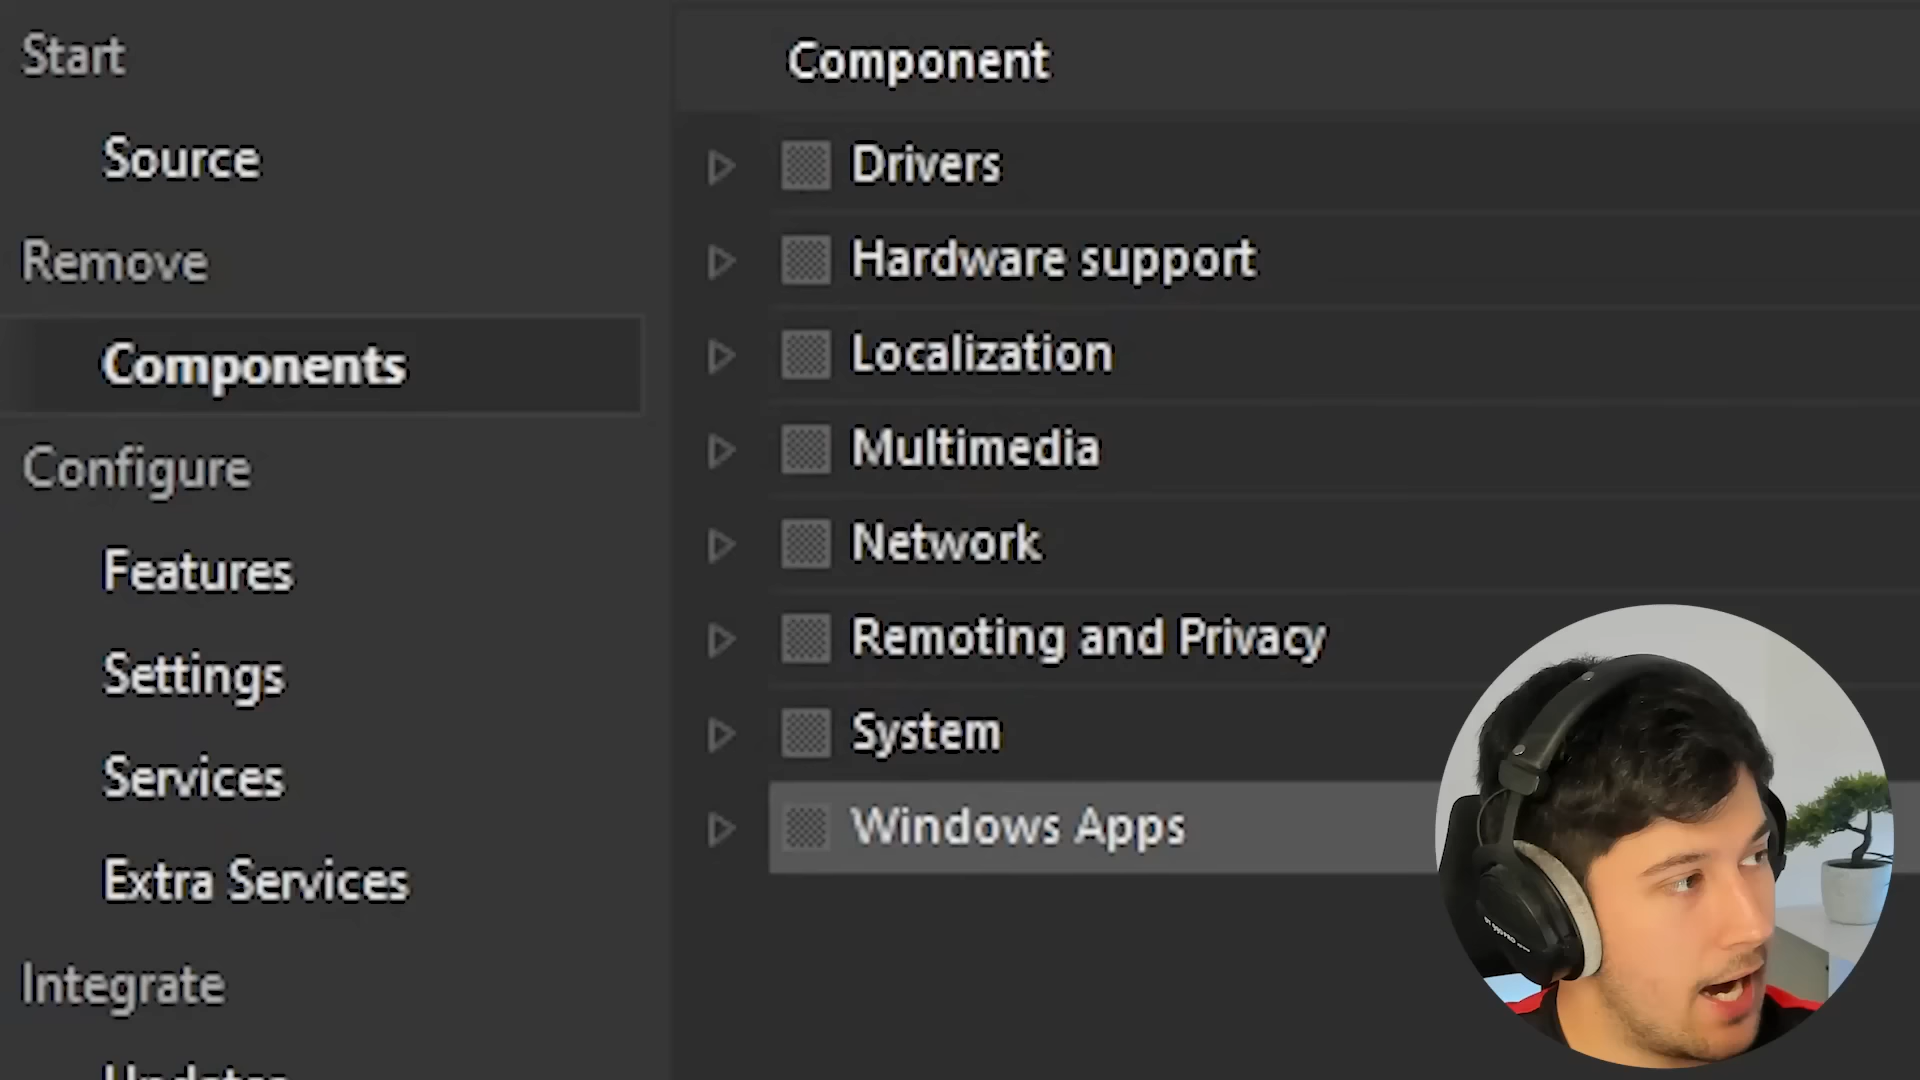 Start
Source
Remove
Components
Configure
Features
Settings
Services
Extra Services
Integrate
Updates
Component
Drivers
Hardware support
Localization
Multimedia
Network
Remoting and Privacy
System
Windows Apps